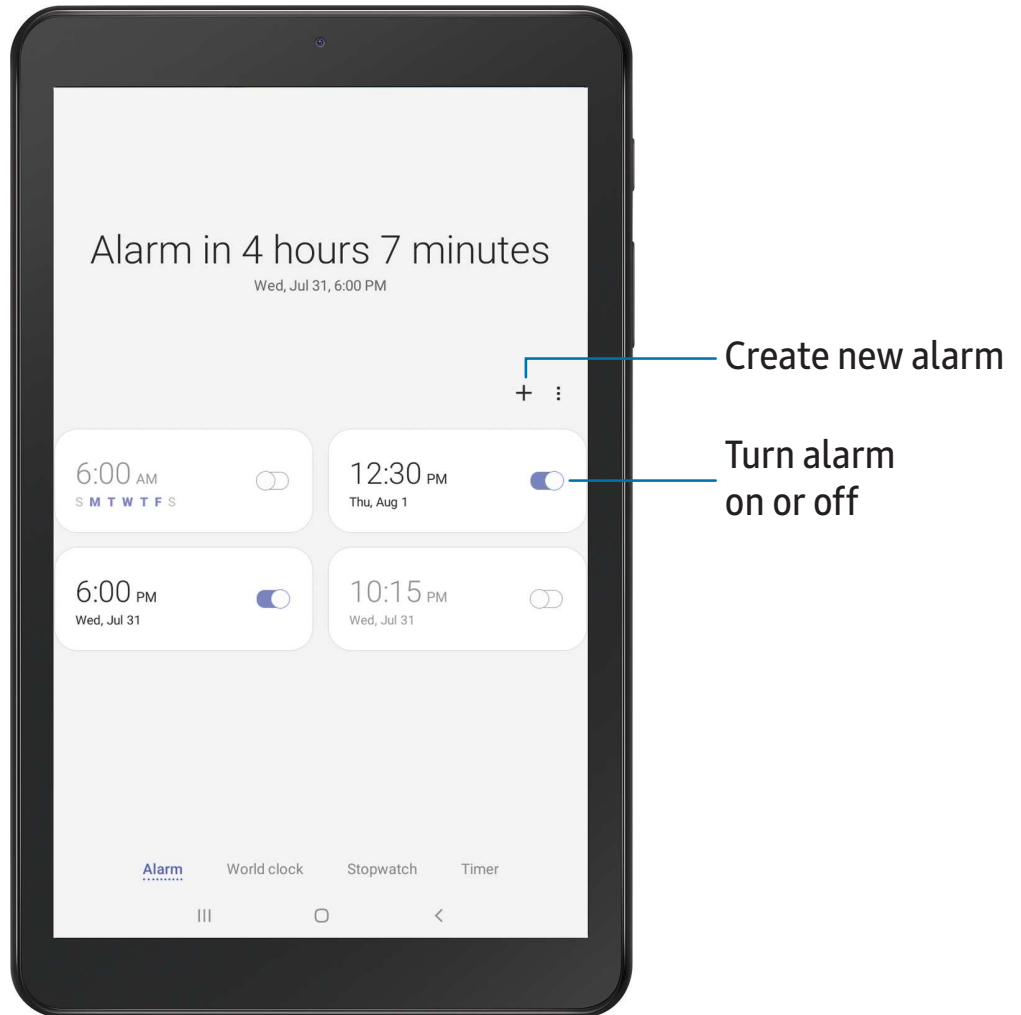 Alarm in 4 hours 7 minutes
Wed, Jul 31, 6:00 PM
Create new alarm
6:00 AM
S M T W T F S
12:30 PM
Thu, Aug 1
Turn alarm
on or off
6:00 PM
Wed, Jul 31
10:15 PM
Wed, Jul 31
Alarm World clock Stopwatch Timer